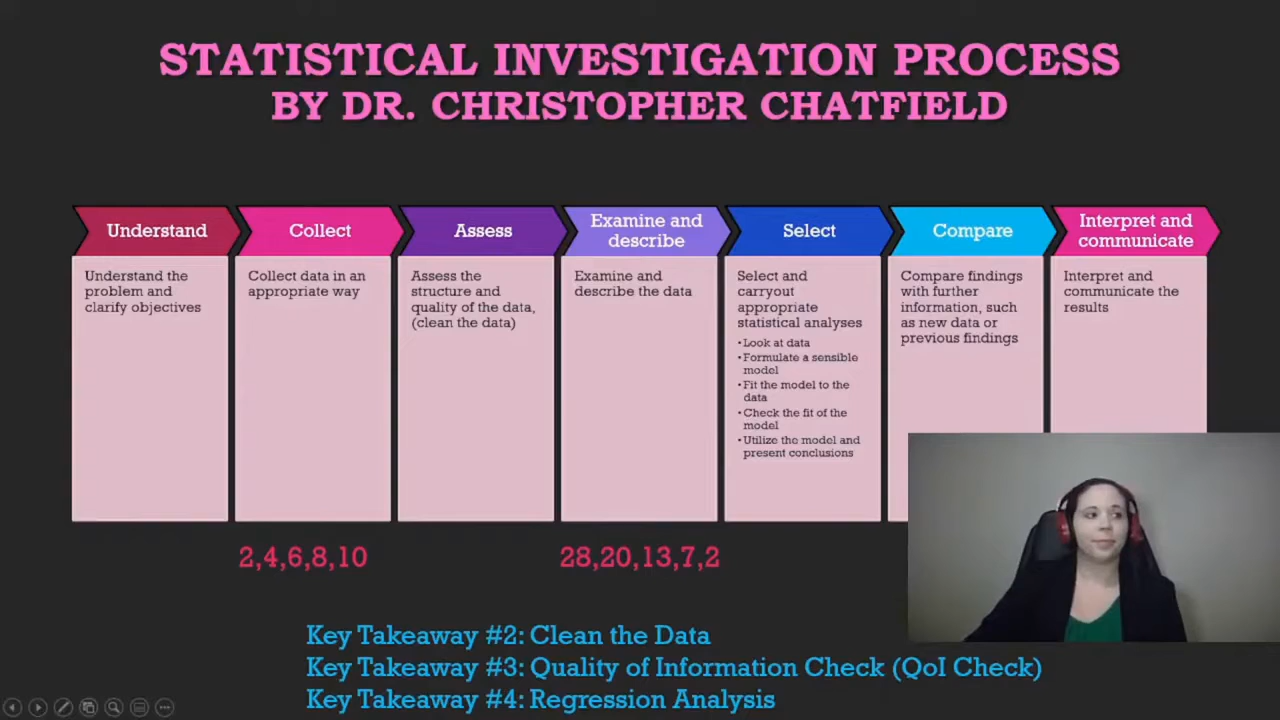 STATISTICAL INVESTIGATION PROCESS
BY DR. CHRISTOPHER CHATFIELD
Understand
Understand the
problem and
clarify objectives
Collect
Collect data in an
appropriate way
Assess
Assess the
structure and
quality of the data,
(clean the data)
Examine and
describe
Examine and
describe the data
Select
Select and
carryout
appropriate
statistical analyses
• Look at data
• Formulate a sensible
model
• Fit the model to the
data
• Check the fit of the
model
• Utilize the model and
present conclusions
Compare
Compare findings
with further
information, such
as new data or
previous findings
Interpret and
communicate
Interpret and
communicate the
results
2,4,6,8,10
28,20,13,7,2
Key Takeaway #2: Clean the Data
Key Takeaway #3: Quality of Information Check (QoI Check)
Key Takeaway #4: Regression Analysis